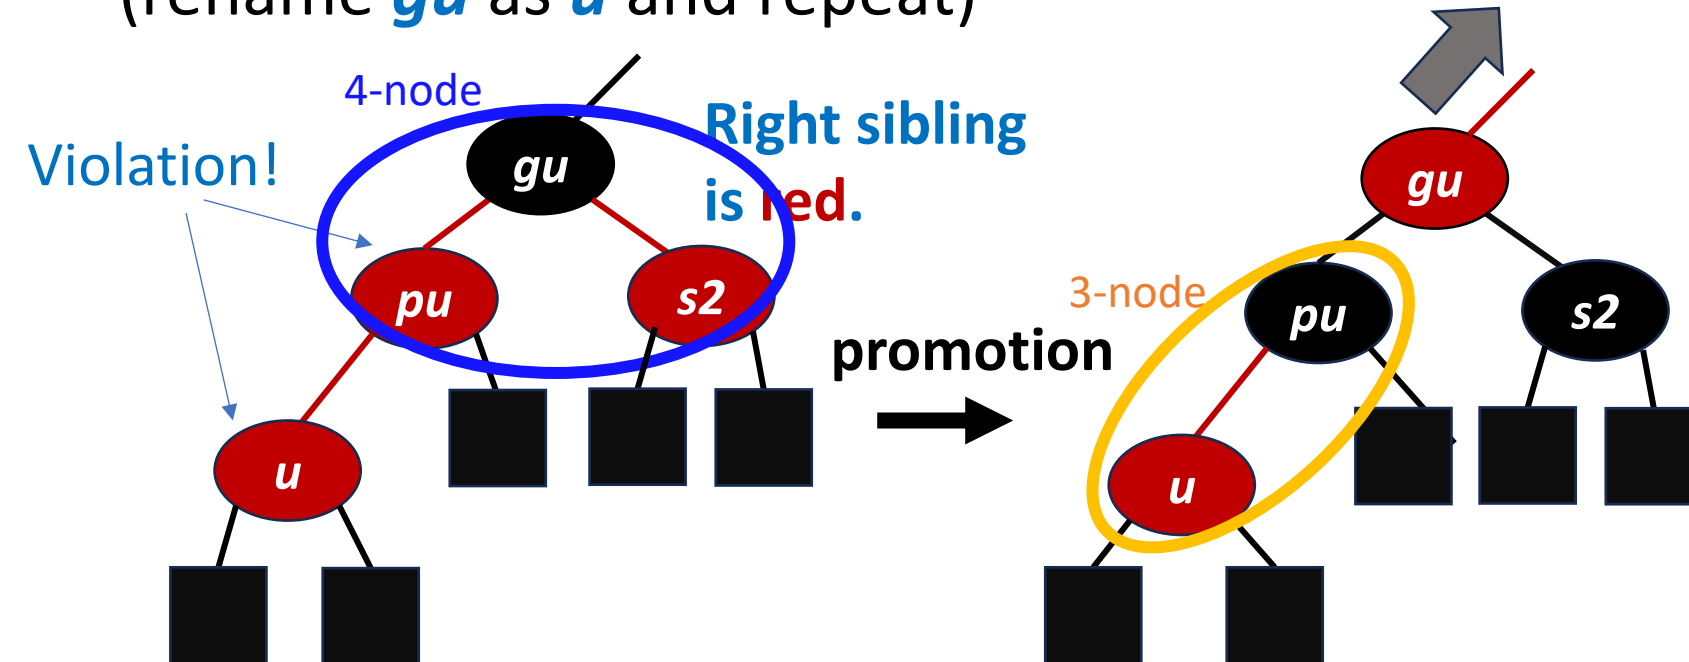 (rename gu as u and repeat)
4-node
Right sibling
is red.
Violation!
gu
pu
s2
u
promotion
3-node
gu
pu
s2
u